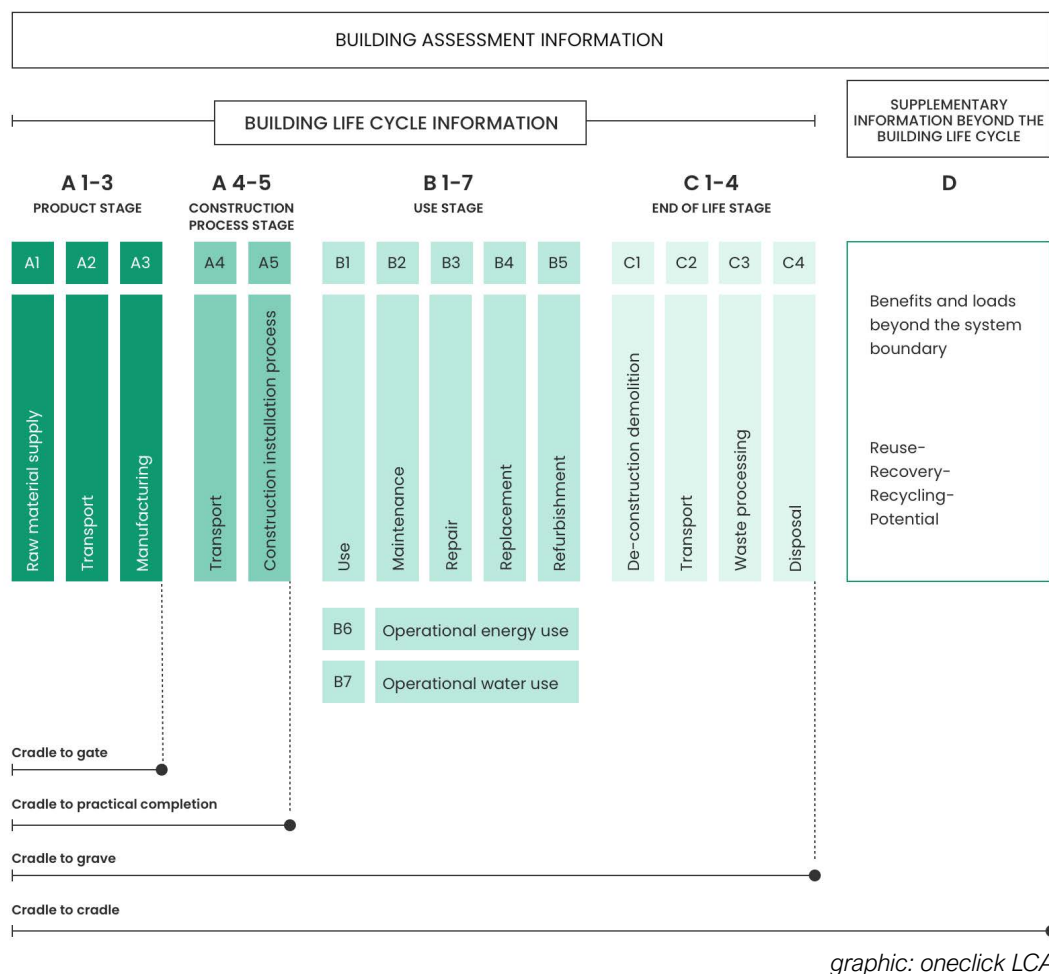 BUILDING ASSESSMENT INFORMATION
BUILDING LIFE CYCLE INFORMATION
SUPPLEMENTARY
INFORMATION BEYOND THE
BUILDING LIFE CYCLE
A 1-3
PRODUCT STAGE
A 4-5
CONSTRUCTION
PROCESS STAGE
B 1-7
USE STAGE
C 1-4
END OF LIFE STAGE
D
A1
A2
A3
A4
A5
B1
B2
B3
B4
B5
C1
C2
C3
C4
Raw material supply
Transport
Manufacturing
Transport
Construction installation process
Use
Maintenance
Repair
Replacement
Refurbishment
De-construction demolition
Transport
Waste processing
Disposal
Benefits and loads
beyond the system
boundary
Reuse-
Recovery-
Recycling-
Potential
B6
Operational energy use
B7
Operational water use
Cradle to gate
Cradle to practical completion
Cradle to grave
Cradle to cradle
graphic: oneclick LCA